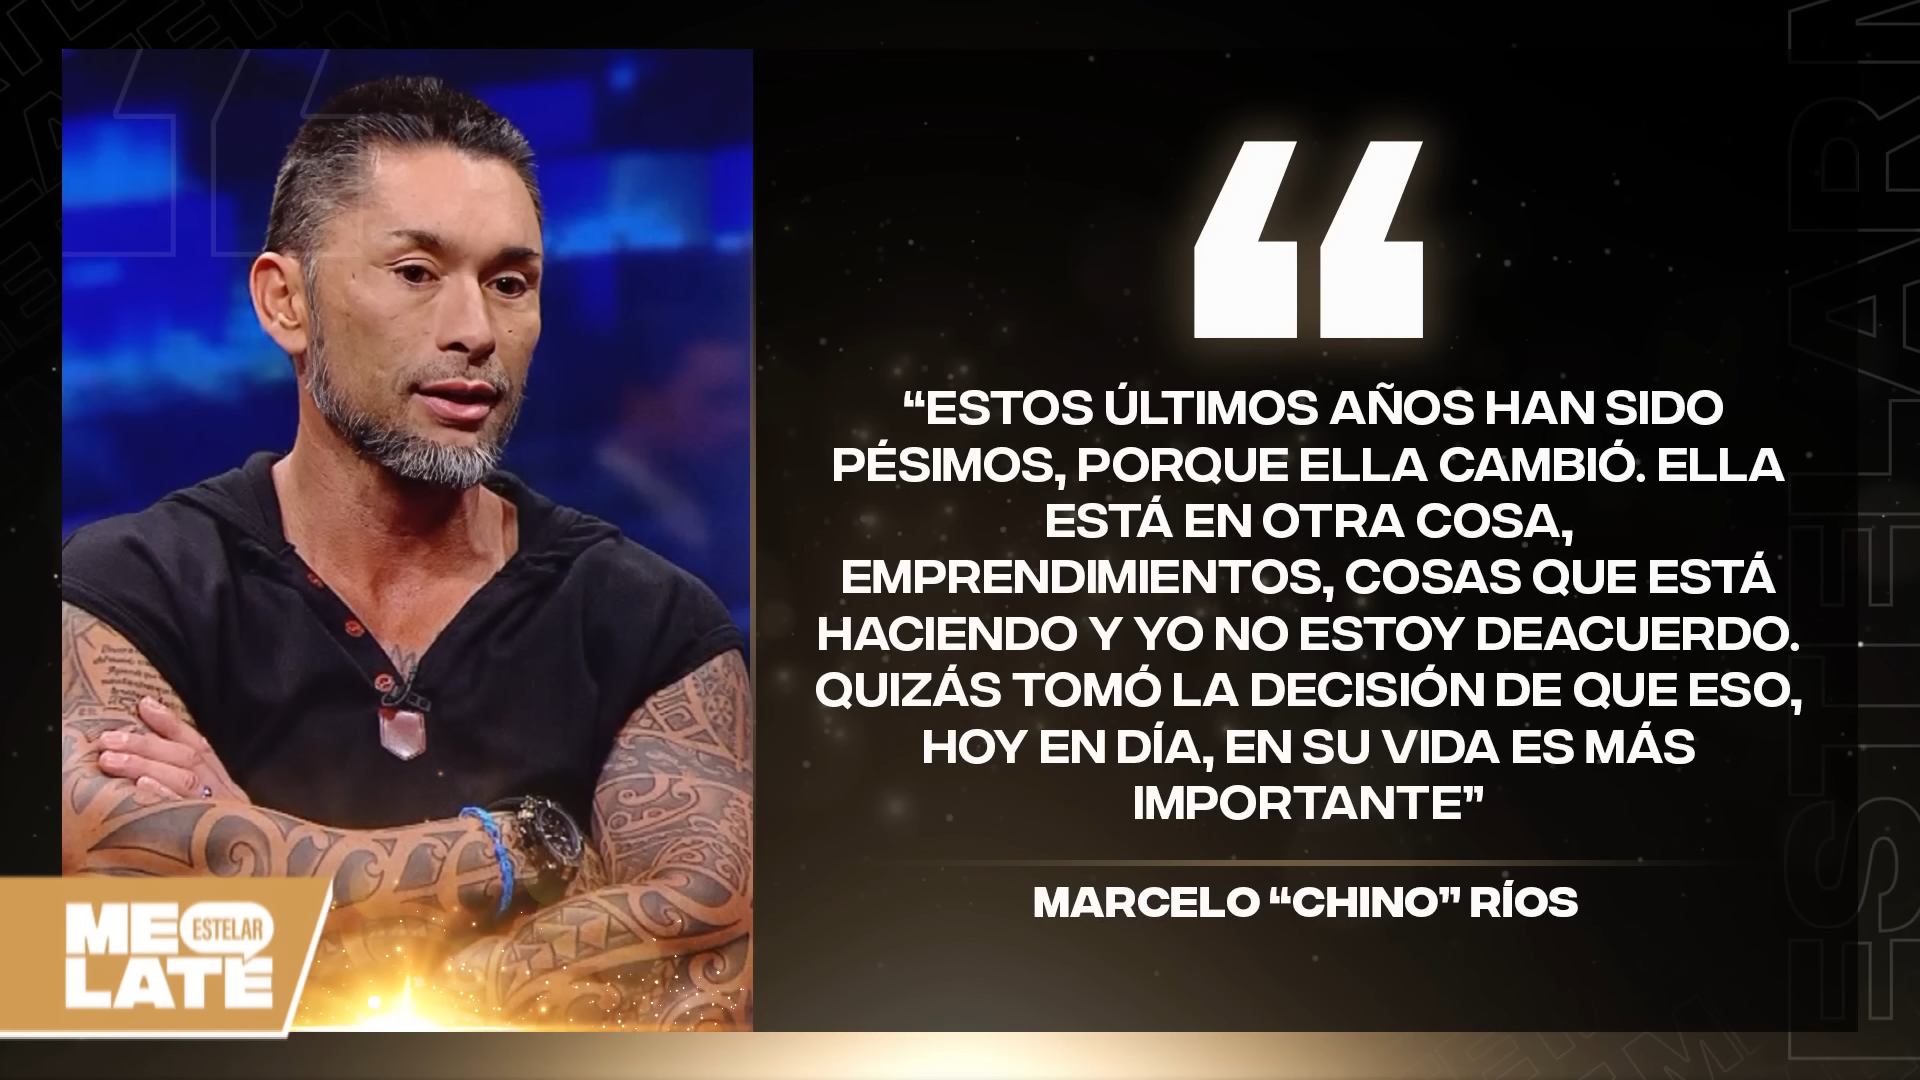 “ESTOS ÚLTIMOS AÑOS HAN SIDO
PÉSIMOS, PORQUE ELLA CAMBIÓ. ELLA
ESTÁ EN OTRA COSA,
EMPRENDIMIENTOS, COSAS QUE ESTÁ
HACIENDO Y YO NO ESTOY DEACUERDO.
QUIZÁS TOMÓ LA DECISIÓN DE QUE ESO,
HOY EN DÍA, EN SU VIDA ES MÁS
IMPORTANTE”
MARCELO “CHINO” RÍOS
ME ESTELAR
LATE